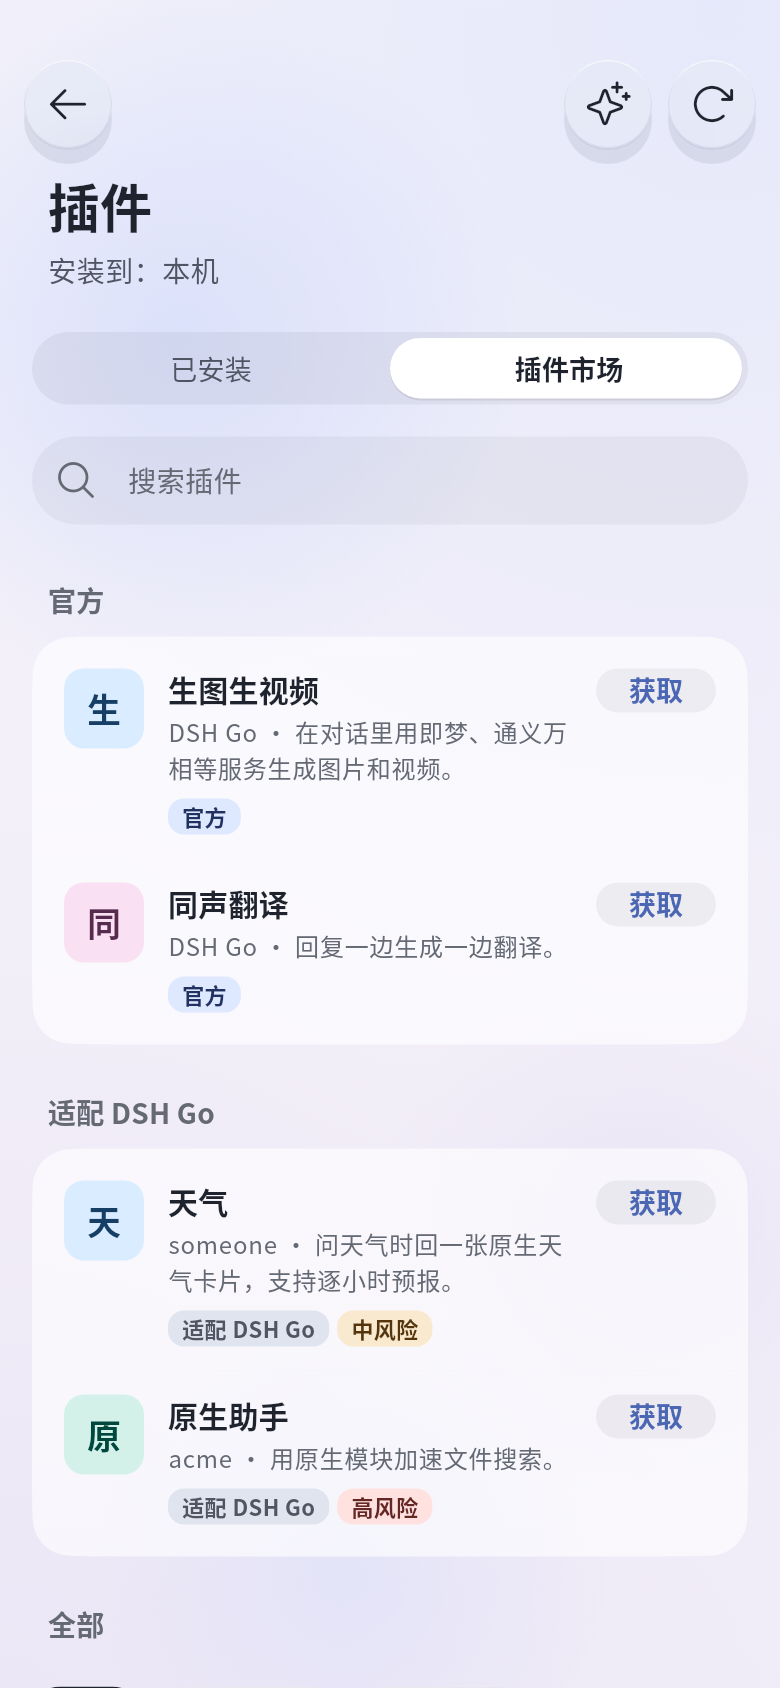 插件
安装到：本机
已安装
插件市场
搜索插件
官方
生
生图生视频
获取
DSH Go · 在对话里用即梦、通义万
相等服务生成图片和视频。
官方
同
同声翻译
获取
DSH Go · 回复一边生成一边翻译。
官方
适配 DSH Go
天
天气
获取
someone · 问天气时回一张原生天
气卡片，支持逐小时预报。
适配 DSH Go
中风险
原
原生助手
获取
acme · 用原生模块加速文件搜索。
适配 DSH Go
高风险
全部